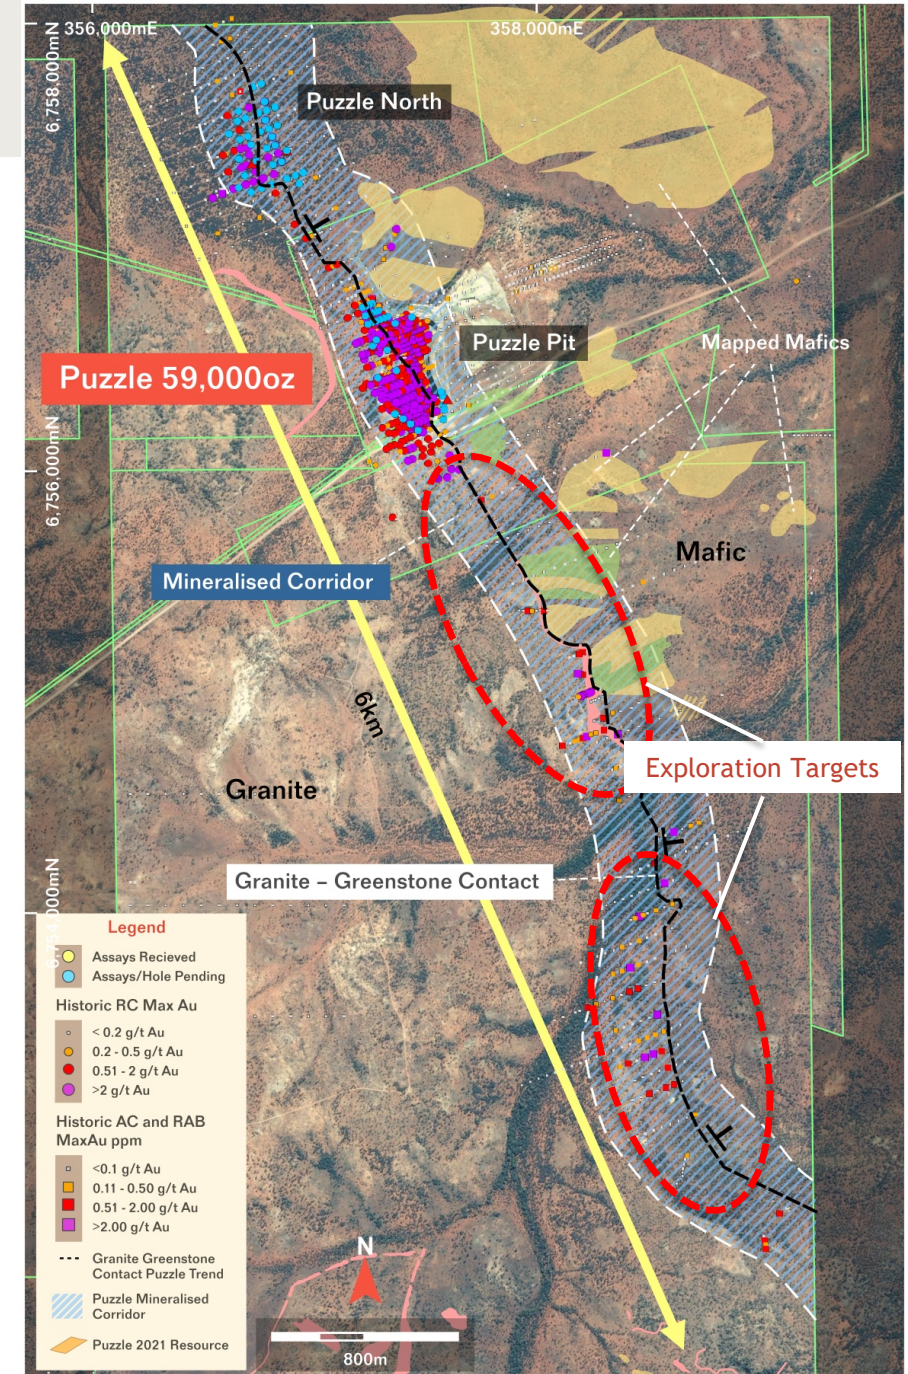 356,000mE
358,000mE
6,758,000mN
Puzzle North
Puzzle Pit
Mapped Mafics
Puzzle 59,000oz
6,756,000mN
Mafic
Mineralised Corridor
6km
Exploration Targets
Granite
Granite – Greenstone Contact
000mN
Legend
Assays Recieved
Assays/Hole Pending
Historic RC Max Au
< 0.2 g/t Au
0.2 - 0.5 g/t Au
0.51 - 2 g/t Au
>2 g/t Au
Historic AC and RAB
MaxAu ppm
<0.1 g/t Au
0.11 - 0.50 g/t Au
0.51 - 2.00 g/t Au
>2.00 g/t Au
Granite Greenstone
Contact Puzzle Trend
Puzzle Mineralised
Corridor
Puzzle 2021 Resource
N
800m